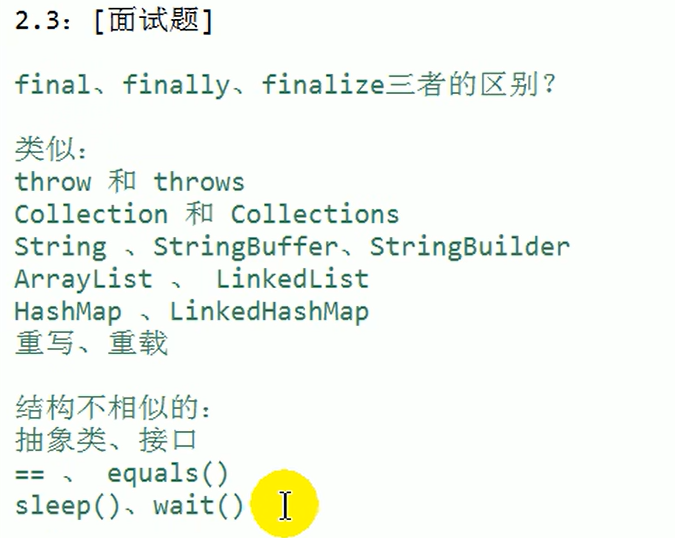 2.3：[面试题]
final、finally、finalize三者的区别？
类似：
throw 和 throws
Collection 和 Collections
String 、StringBuffer、StringBuilder
ArrayList 、 LinkedList
HashMap 、LinkedHashMap
重写、重载
结构不相似的：
抽象类、接口
== 、 equals()
sleep()、wait()